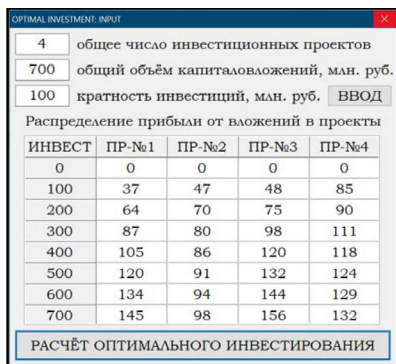 OPTIMAL INVESTMENT: INPUT
4 общее число инвестиционных проектов
700 общий объём капиталовложений, млн. руб.
100 кратность инвестиций, млн. руб. ВВОД
Распределение прибыли от вложений в проекты
ИНВЕСТ ПР-№1 ПР-№2 ПР-№3 ПР-№4
0 0 0 0 0
100 37 47 48 85
200 64 70 75 90
300 87 80 98 111
400 105 86 120 118
500 120 91 132 124
600 134 94 144 129
700 145 98 156 132
РАСЧЁТ ОПТИМАЛЬНОГО ИНВЕСТИРОВАНИЯ